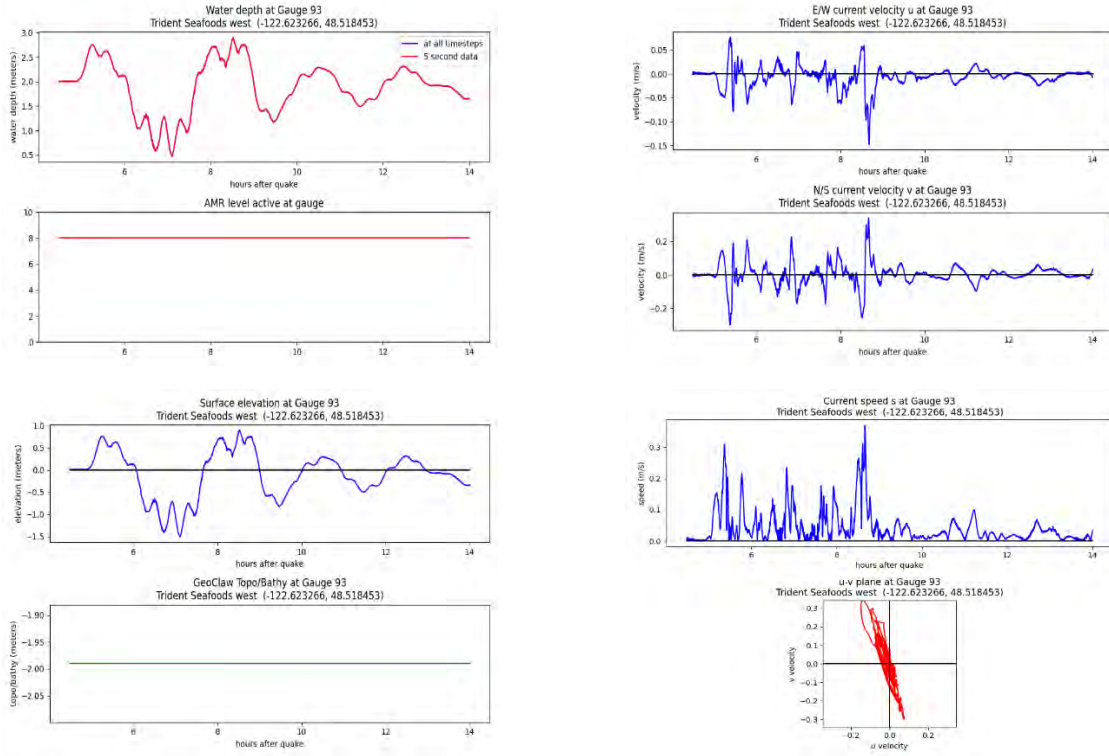 Water depth at Gauge 93
Trident Seafoods west (-122.623266, 48.518453)
3.0
2.5
2.0
1.5
1.0
0.5
water depth (meters)
at all timesteps
5 second data
6 8 10 12 14
hours after quake
AMR level active at gauge
10
8
6
4
2
0
6 8 10 12 14
Surface elevation at Gauge 93
Trident Seafoods west (-122.623266, 48.518453)
1.0
0.5
0.0
-0.5
-1.0
-1.5
elevation (meters)
6 8 10 12 14
hours after quake
GeoClaw Topo/Bathy at Gauge 93
Trident Seafoods west (-122.623266, 48.518453)
-1.90
-1.95
-2.00
-2.05
topo/bathy (meters)
6 8 10 12 14
hours after quake
E/W current velocity u at Gauge 93
Trident Seafoods west (-122.623266, 48.518453)
0.05
0.00
-0.05
-0.10
-0.15
velocity (m/s)
6 8 10 12 14
hours after quake
N/S current velocity v at Gauge 93
Trident Seafoods west (-122.623266, 48.518453)
0.2
0.0
-0.2
velocity (m/s)
6 8 10 12 14
hours after quake
Current speed s at Gauge 93
Trident Seafoods west (-122.623266, 48.518453)
0.3
0.2
0.1
0.0
speed (m/s)
6 8 10 12 14
hours after quake
u-v plane at Gauge 93
Trident Seafoods west (-122.623266, 48.518453)
0.3
0.2
0.1
0.0
-0.1
-0.2
-0.3
v velocity
-0.2 0.0 0.2
u velocity